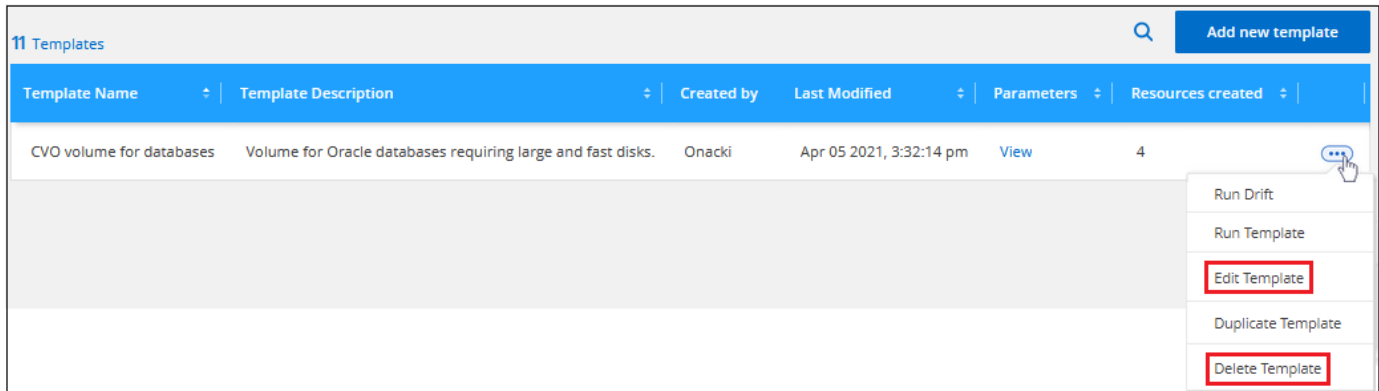 11 Templates
Add new template
Template Name Template Description Created by Last Modified Parameters Resources created
CVO volume for databases Volume for Oracle databases requiring large and fast disks. Onacki Apr 05 2021, 3:32:14 pm View 4
Run Drift
Run Template
Edit Template
Duplicate Template
Delete Template